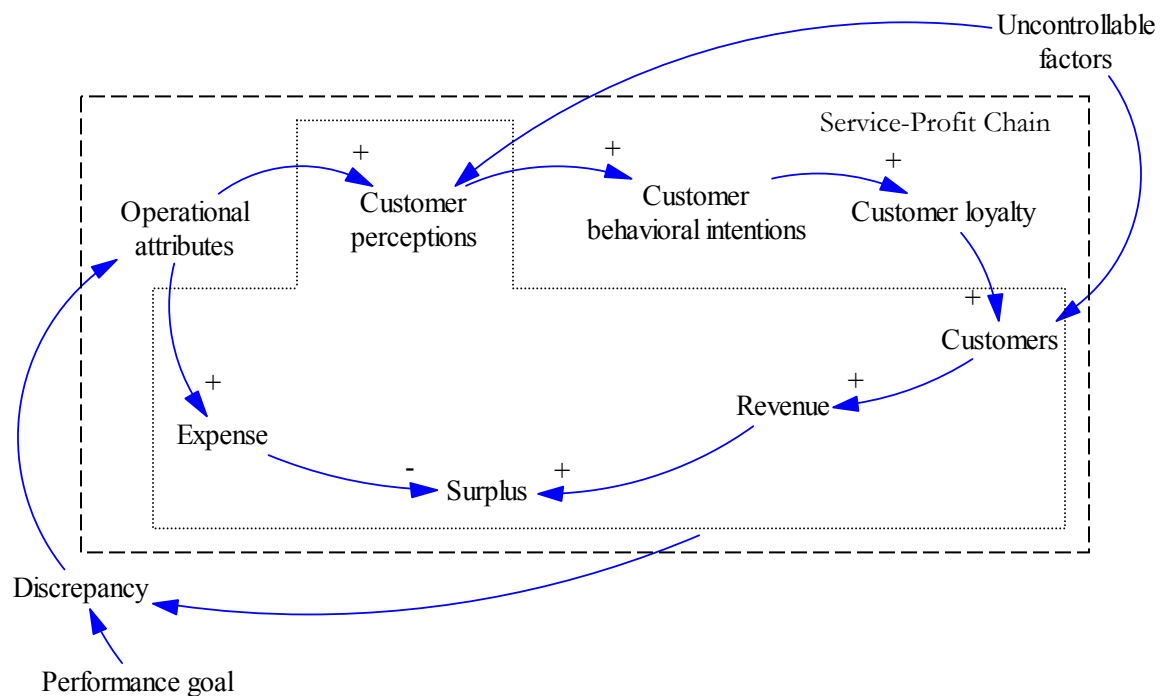 Uncontrollable
factors
Service-Profit Chain
+
+
+
Customer
perceptions
Customer
behavioral intentions
Customer loyalty
Operational
attributes
+
Customers
+
+
Revenue
Expense
-
+
Surplus
Discrepancy
Performance goal